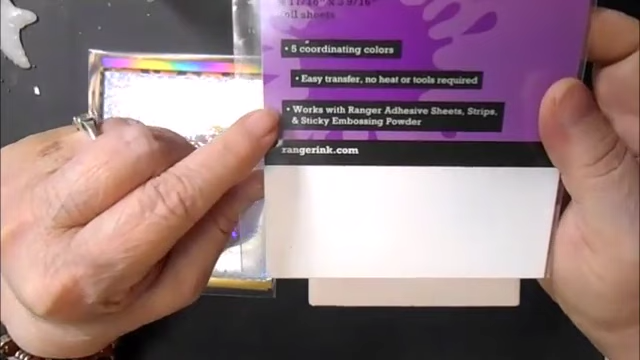 • 5 coordinating colors
• Easy transfer, no heat or tools required
• Works with Ranger Adhesive Sheets, Strips,
& Sticky Embossing Powder
rangerink.com